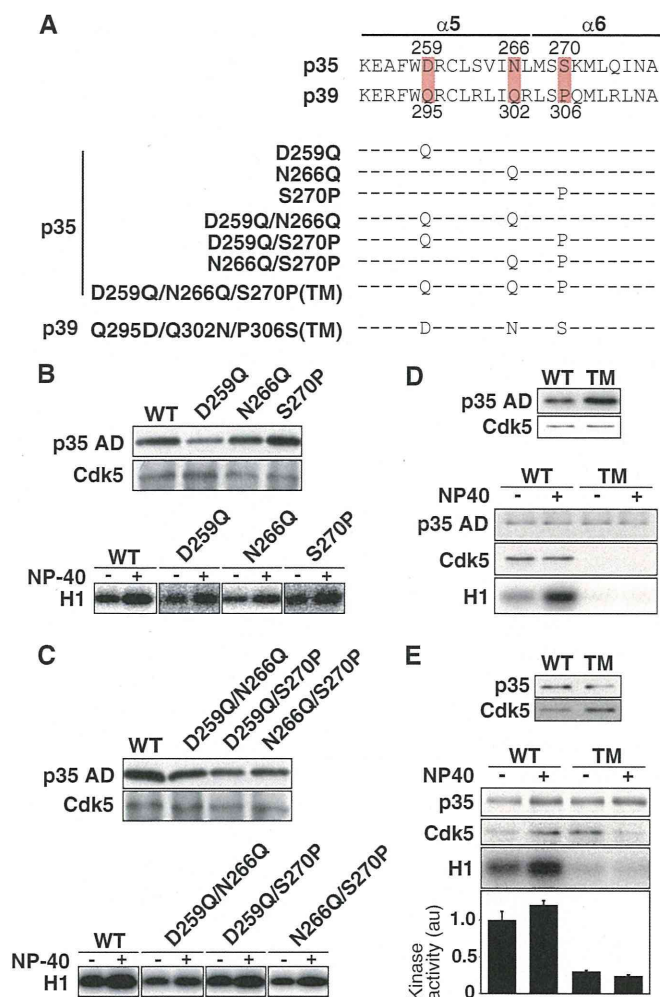 A
α5 α6
259 266 270
p35 KEAFWDRCLSVINLMSSKMLQINA
p39 KERFWQRCLRLIQRLSPQMLRLNA
295 302 306
p35
D259Q -----Q------------------
N266Q ------------Q-----------
S270P ----------------P-------
D259Q/N266Q -----Q------Q-----------
D259Q/S270P -----Q----------P-------
N266Q/S270P ------------Q---P-------
D259Q/N266Q/S270P(TM) -----Q------Q---P-------
p39 Q295D/Q302N/P306S(TM) -----D------N---S-------
B
WT D259Q N266Q S270P
p35 AD
Cdk5
WT D259Q N266Q S270P
NP-40 - + - + - + - +
H1
C
WT D259Q/N266Q D259Q/S270P N266Q/S270P
p35 AD
Cdk5
WT D259Q/N266Q D259Q/S270P N266Q/S270P
NP-40 - + - + - + - +
H1
D
WT TM
p35 AD
Cdk5
WT TM
NP40 - + - +
p35 AD
Cdk5
H1
E
WT TM
p35
Cdk5
WT TM
NP40 - + - +
p35
Cdk5
H1
Kinase
activity (au)
1.0
0.5
0